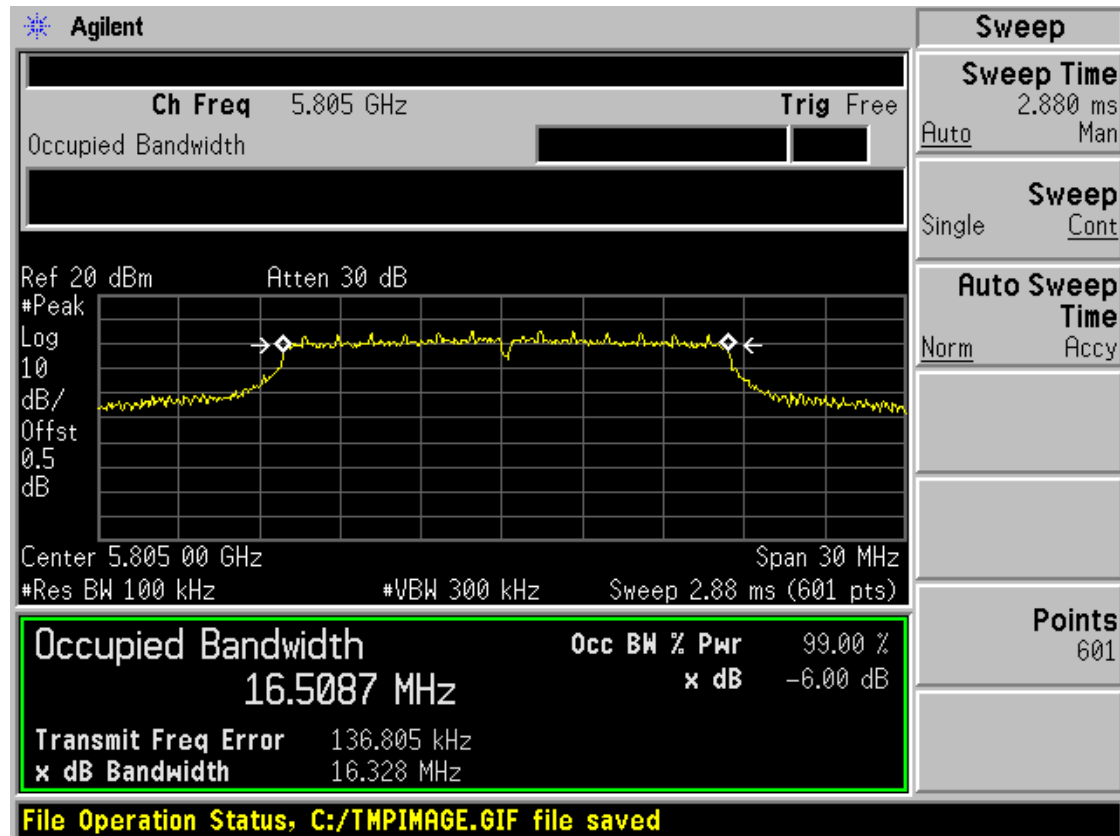 Agilent
Ch Freq 5.805 GHz Trig Free
Occupied Bandwidth
Ref 20 dBm Atten 30 dB
#Peak
Log
10
dB/
Offst
0.5
dB
Center 5.805 00 GHz Span 30 MHz
#Res BW 100 kHz #VBW 300 kHz Sweep 2.88 ms (601 pts)
Occupied Bandwidth
16.5087 MHz
Occ BW % Pwr 99.00 %
x dB -6.00 dB
Transmit Freq Error 136.805 kHz
x dB Bandwidth 16.328 MHz
File Operation Status, C:/TMPIMAGE.GIF file saved
Sweep
Sweep Time
2.880 ms
Auto Man
Sweep
Single Cont
Auto Sweep
Time
Norm Accy
Points
601